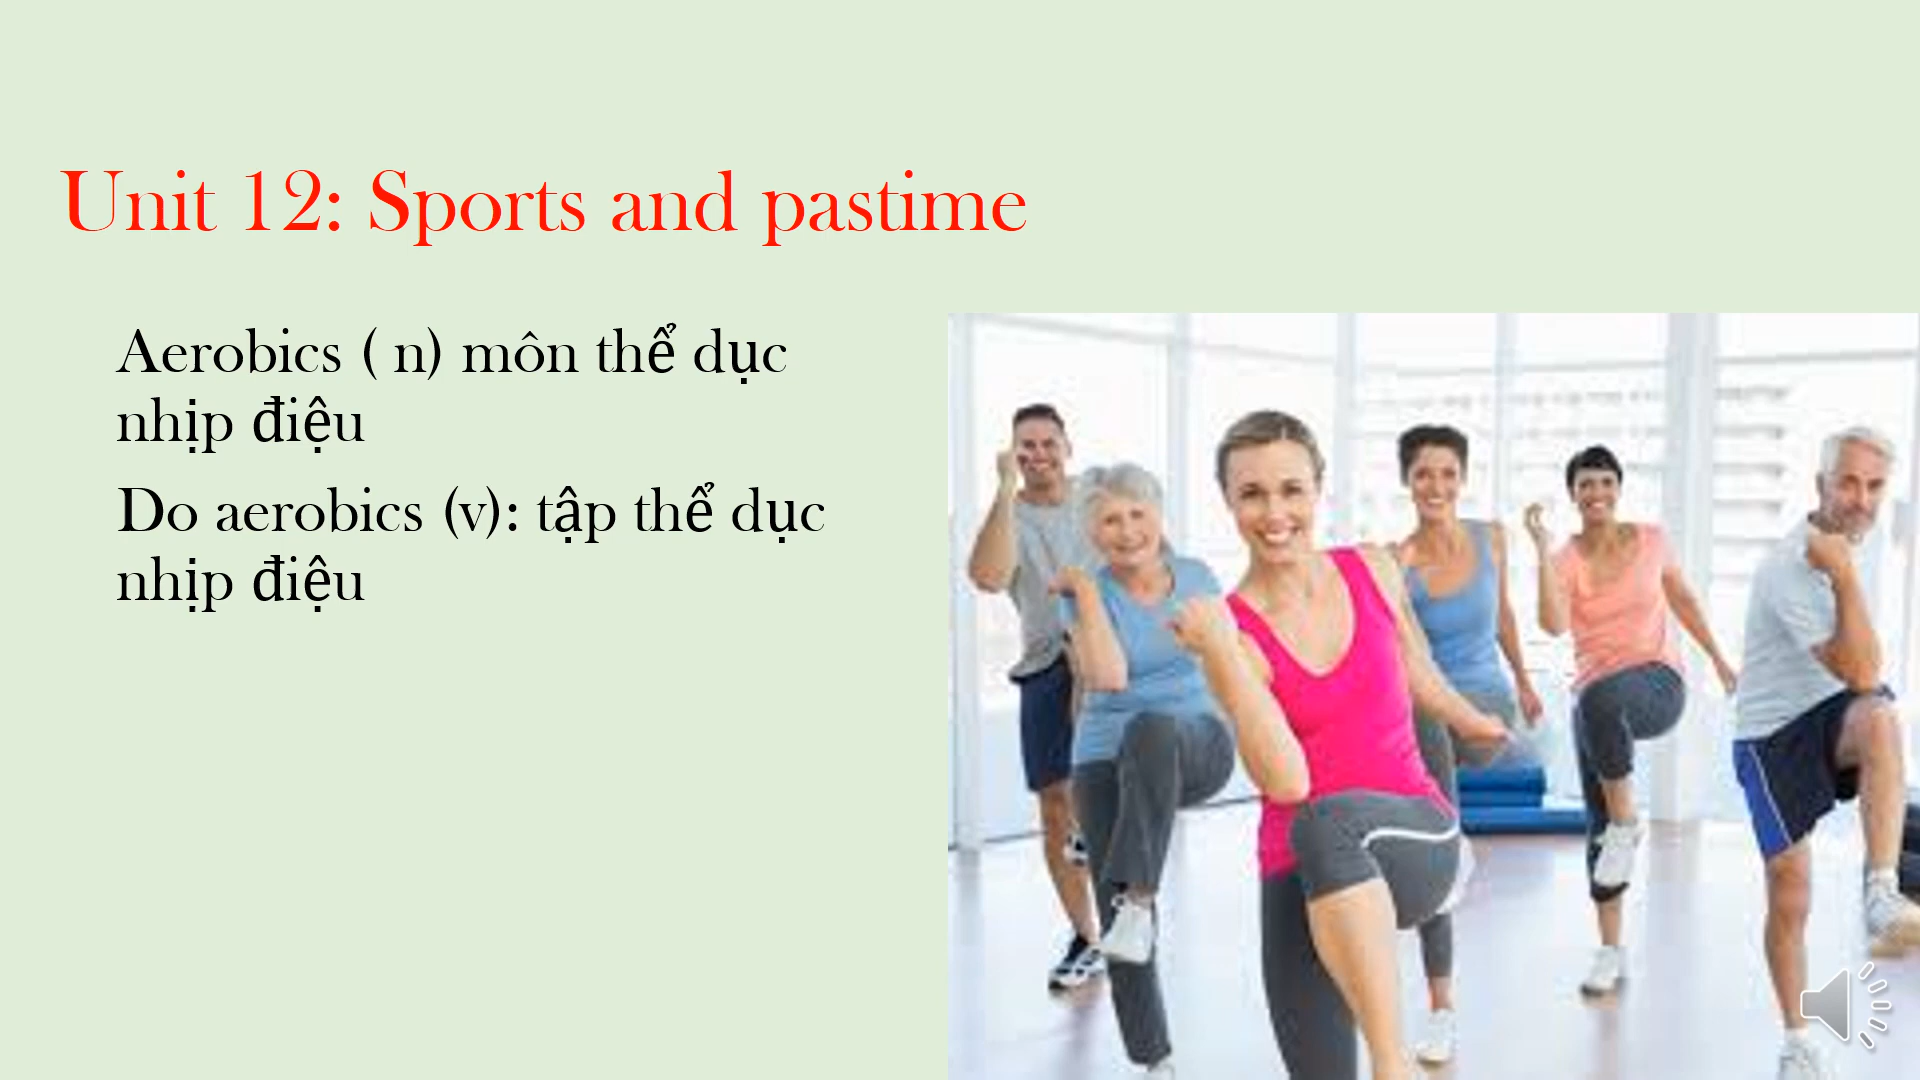 Unit 12: Sports and pastime
Aerobics ( n) môn thể dục
nhịp điệu
Do aerobics (v): tập thể dục
nhịp điệu